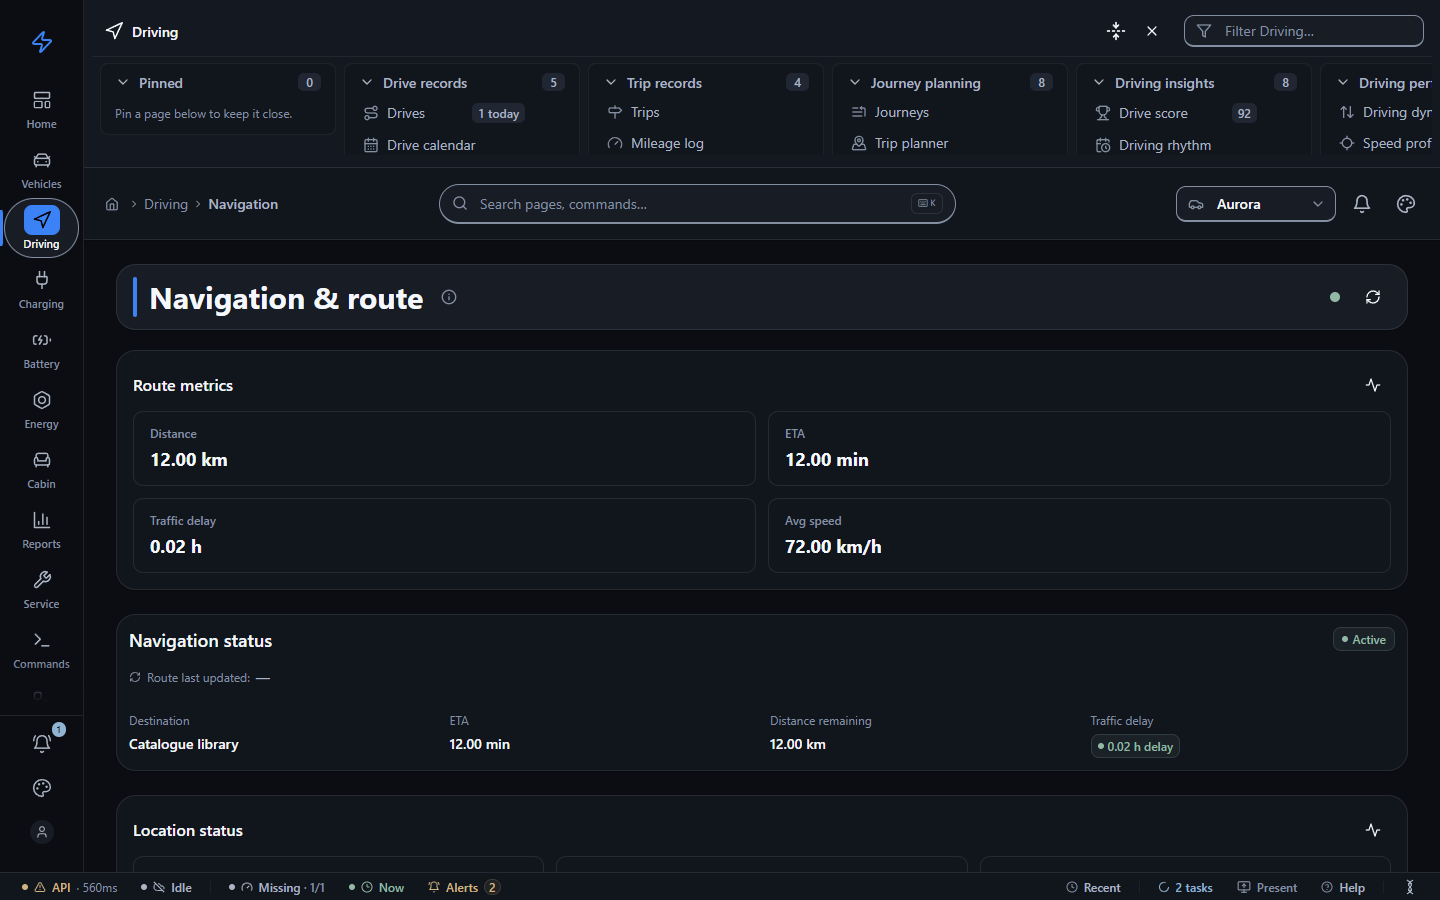 Driving
Filter Driving...
Pinned 0
Pin a page below to keep it close.
Drive records 5
Drives 1 today
Drive calendar
Trip records 4
Trips
Mileage log
Journey planning 8
Journeys
Trip planner
Driving insights 8
Drive score 92
Driving rhythm
Driving per
Driving dyn
Speed prof
Home
Vehicles
Driving
Charging
Battery
Energy
Cabin
Reports
Service
Commands
1
Driving
Navigation
Search pages, commands...
K
Aurora
Navigation & route
Route metrics
Distance
12.00 km
ETA
12.00 min
Traffic delay
0.02 h
Avg speed
72.00 km/h
Navigation status
Active
Route last updated: —
Destination
Catalogue library
ETA
12.00 min
Distance remaining
12.00 km
Traffic delay
0.02 h delay
Location status
API · 560ms
Idle
Missing · 1/1
Now
Alerts 2
Recent
2 tasks
Present
Help